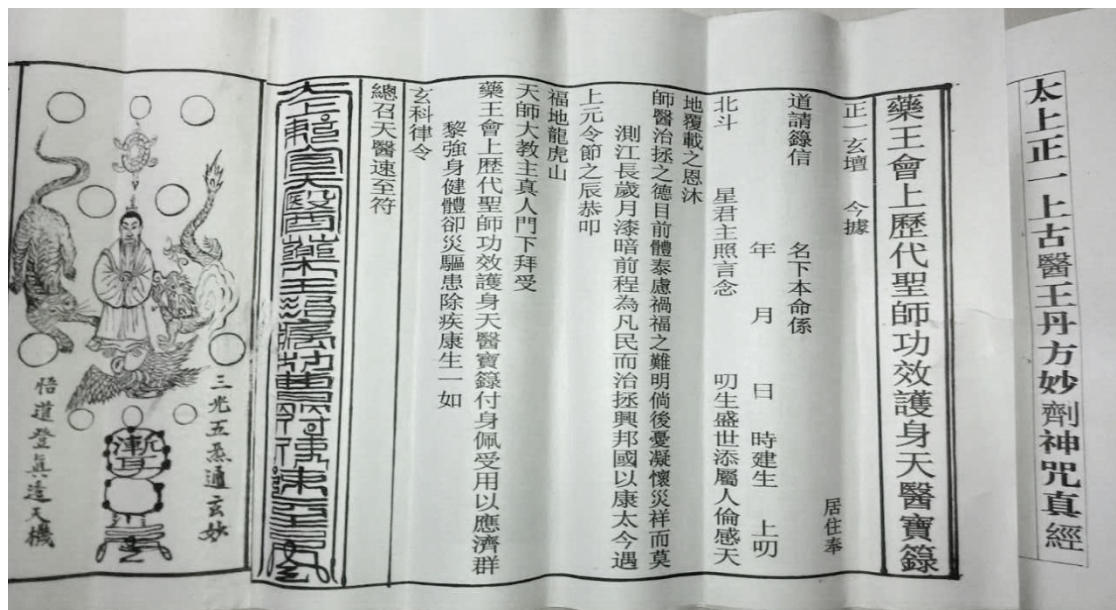 太上正一上古醫王丹方妙劑神咒真經
藥王會上歷代聖師功效護身天醫寶籙
正一玄壇　今據
居住奉
道請籙信　名下本命係
年　月　日　時建生　上叨
北斗　星君主照言念　叨生盛世添屬人倫感天
地覆載之恩沐
師醫治拯之德目前體泰慮禍福之難明倘後憂凝懷災祥而莫
測江長歲月漆暗前程為凡民而治拯興邦國以康太今遇
上元令節之辰恭叩
福地龍虎山
天師大教主真人門下拜受
藥王會上歷代聖師功效護身天醫寶籙付身佩受用以應濟群
黎強身健體卻災驅患除疾康生一如
玄科律令
總召天醫速至符
三光五炁通玄妙
悟道登真造天機